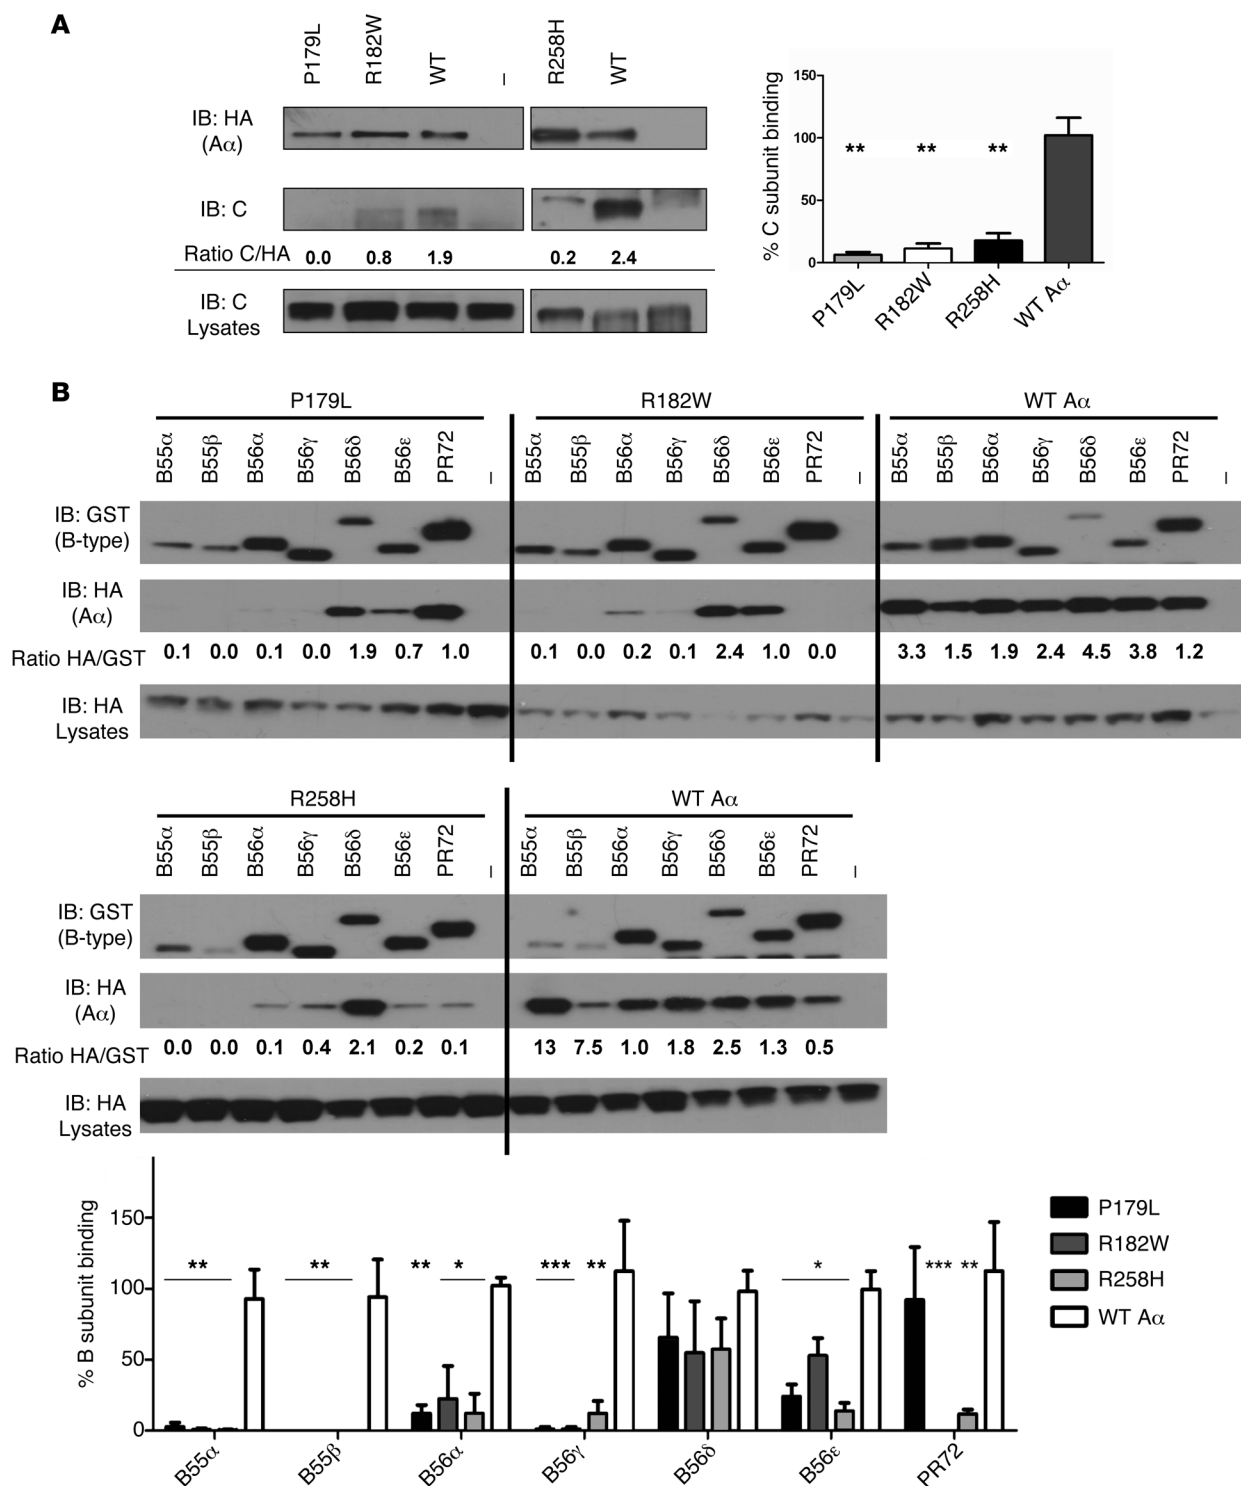 A
P179L
R182W
WT
–
R258H
WT
IB: HA
(Aα)
IB: C
Ratio C/HA
0.0 0.8 1.9 0.2 2.4
IB: C
Lysates
% C subunit binding
150
100
50
0
** ** **
P179L
R182W
R258H
WT Aα
B
P179L R182W WT Aα
B55α B55β B56α B56γ B56δ B56ε PR72 – B55α B55β B56α B56γ B56δ B56ε PR72 – B55α B55β B56α B56γ B56δ B56ε PR72 –
IB: GST
(B-type)
IB: HA
(Aα)
Ratio HA/GST 0.1 0.0 0.1 0.0 1.9 0.7 1.0 0.1 0.0 0.2 0.1 2.4 1.0 0.0 3.3 1.5 1.9 2.4 4.5 3.8 1.2
IB: HA
Lysates
R258H WT Aα
B55α B55β B56α B56γ B56δ B56ε PR72 – B55α B55β B56α B56γ B56δ B56ε PR72 –
IB: GST
(B-type)
IB: HA
(Aα)
Ratio HA/GST 0.0 0.0 0.1 0.4 2.1 0.2 0.1 13 7.5 1.0 1.8 2.5 1.3 0.5
IB: HA
Lysates
% B subunit binding
150
100
50
0
** ** ** * *** ** * *** **
B55α B55β B56α B56γ B56δ B56ε PR72
P179L
R182W
R258H
WT Aα